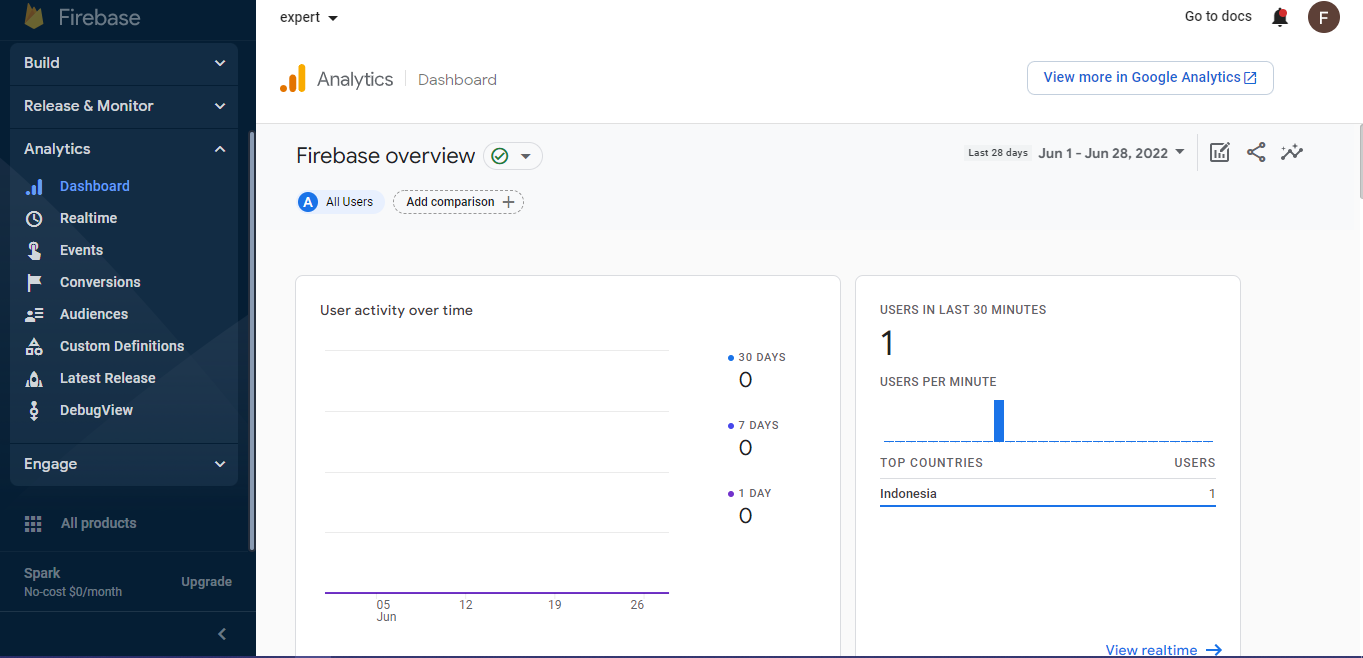 Firebase
Build
Release & Monitor
Analytics
Dashboard
Realtime
Events
Conversions
Audiences
Custom Definitions
Latest Release
DebugView
Engage
All products
Spark
No-cost $0/month
Upgrade
expert
Go to docs
F
Analytics
Dashboard
View more in Google Analytics
Firebase overview
Last 28 days
Jun 1 - Jun 28, 2022
A
All Users
Add comparison
User activity over time
30 DAYS
0
7 DAYS
0
1 DAY
0
05
Jun
12
19
26
USERS IN LAST 30 MINUTES
1
USERS PER MINUTE
TOP COUNTRIES
USERS
Indonesia
1
View realtime